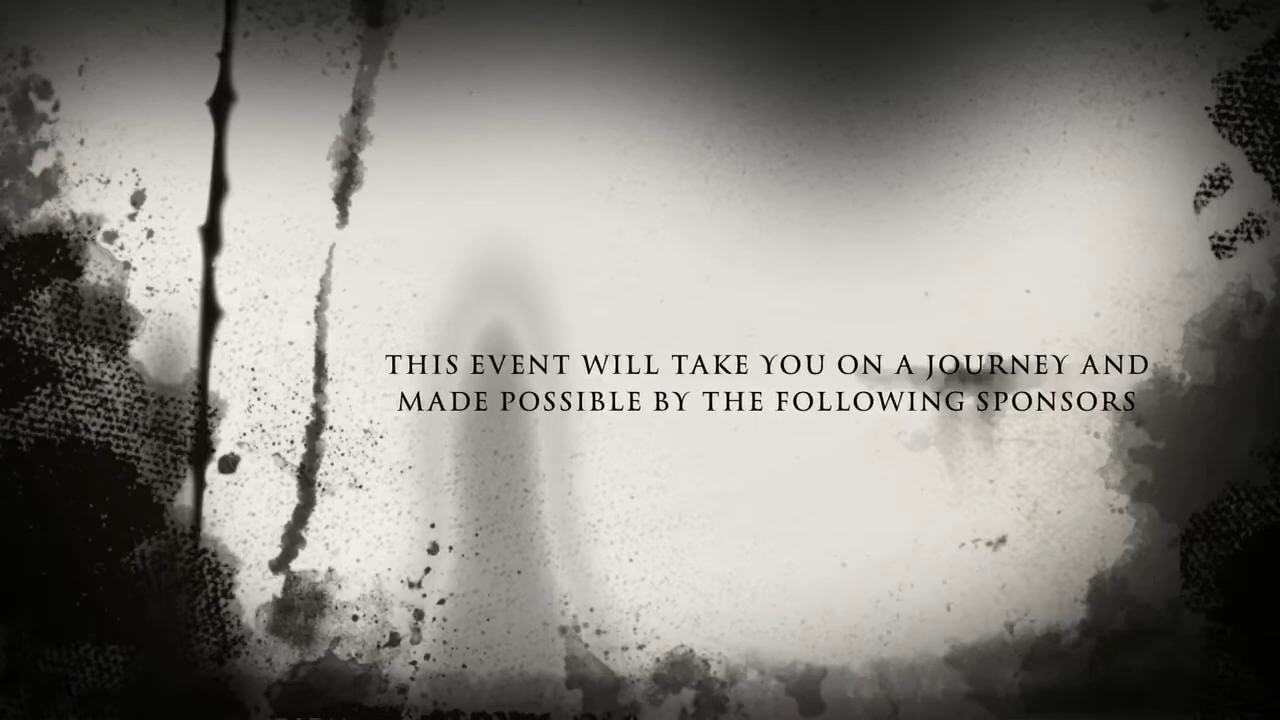 THIS EVENT WILL TAKE YOU ON A JOURNEY AND
MADE POSSIBLE BY THE FOLLOWING SPONSORS